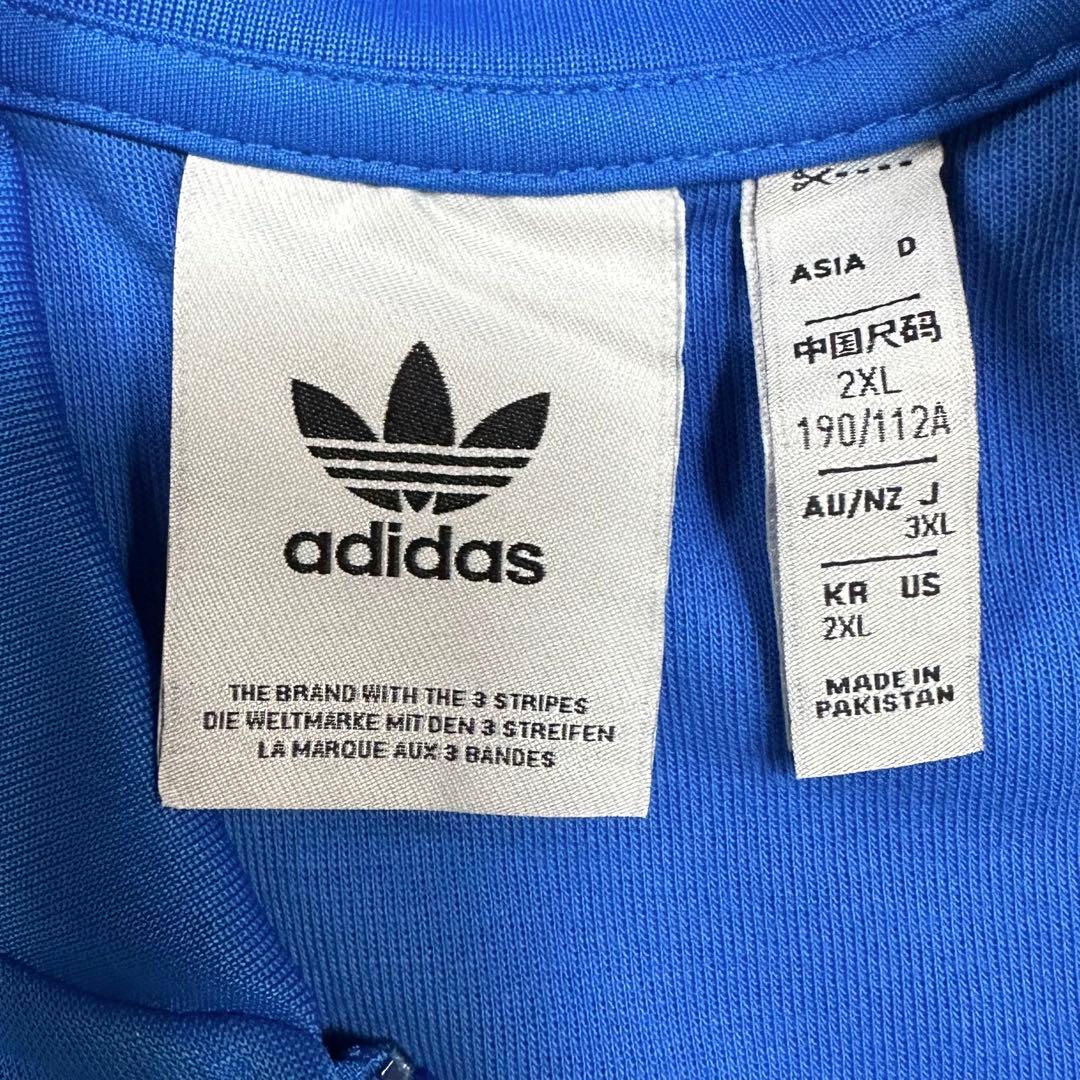 adidas
THE BRAND WITH THE 3 STRIPES
DIE WELTMARKE MIT DEN 3 STREIFEN
LA MARQUE AUX 3 BANDES
ASIA D
中国尺码
2XL
190/112A
AU/NZ J
3XL
KR US
2XL
MADE IN
PAKISTAN